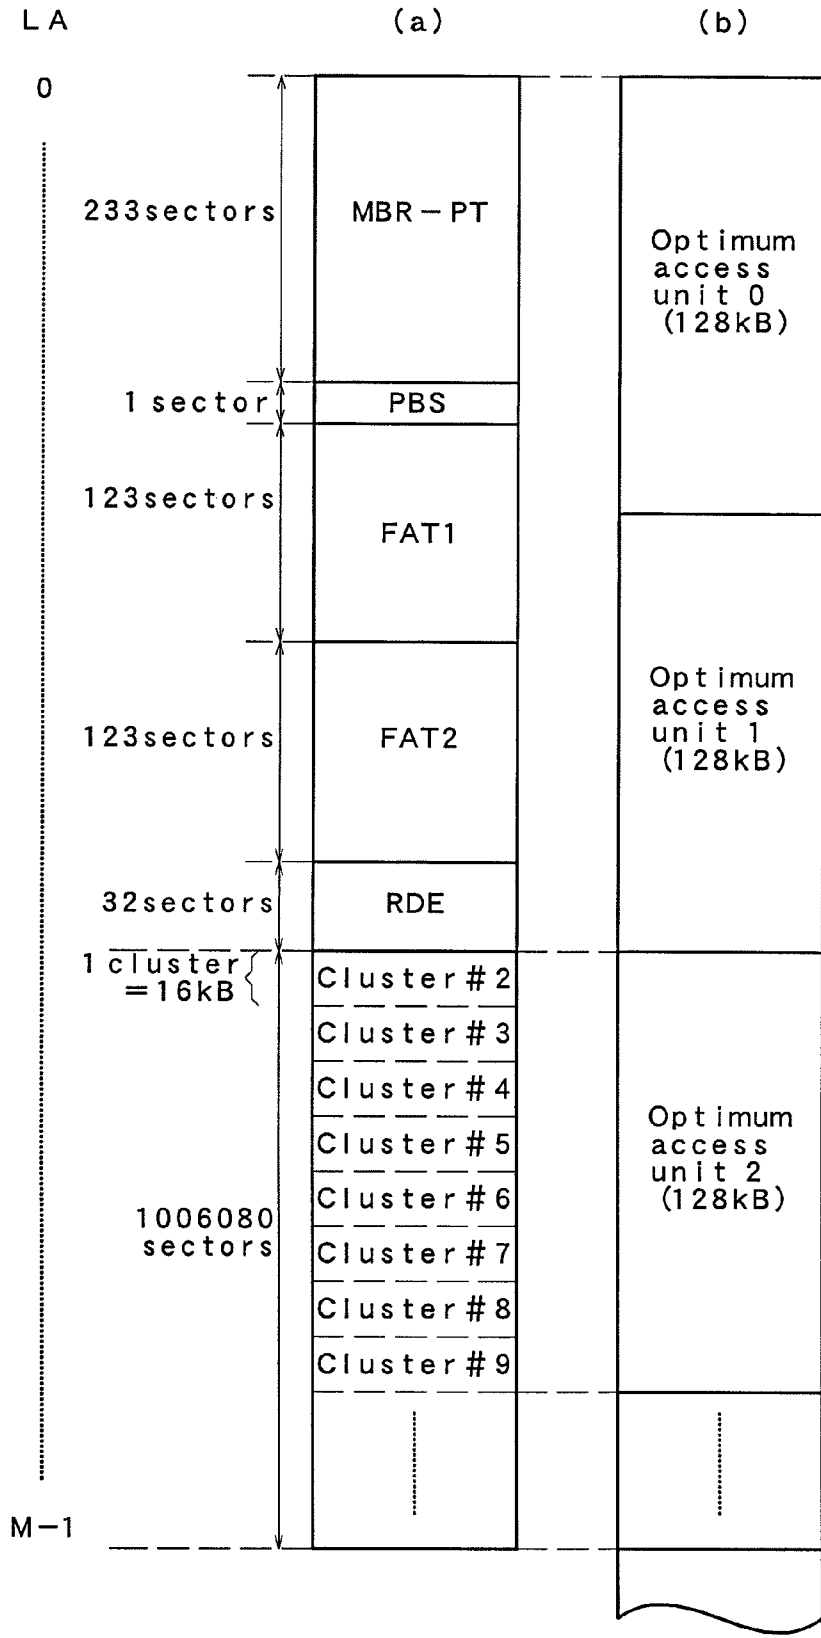 LA (a) (b)
0
233sectors MBR-PT
Optimum
access
unit 0
(128kB)
1 sector PBS
123sectors
FAT1
Optimum
access
unit 1
(128kB)
123sectors FAT2
32sectors RDE
1 cluster
=16kB
Cluster#2
Cluster#3
Cluster#4
Cluster#5
Cluster#6
Cluster#7
Cluster#8
Cluster#9
Optimum
access
unit 2
(128kB)
1006080
sectors
M-1